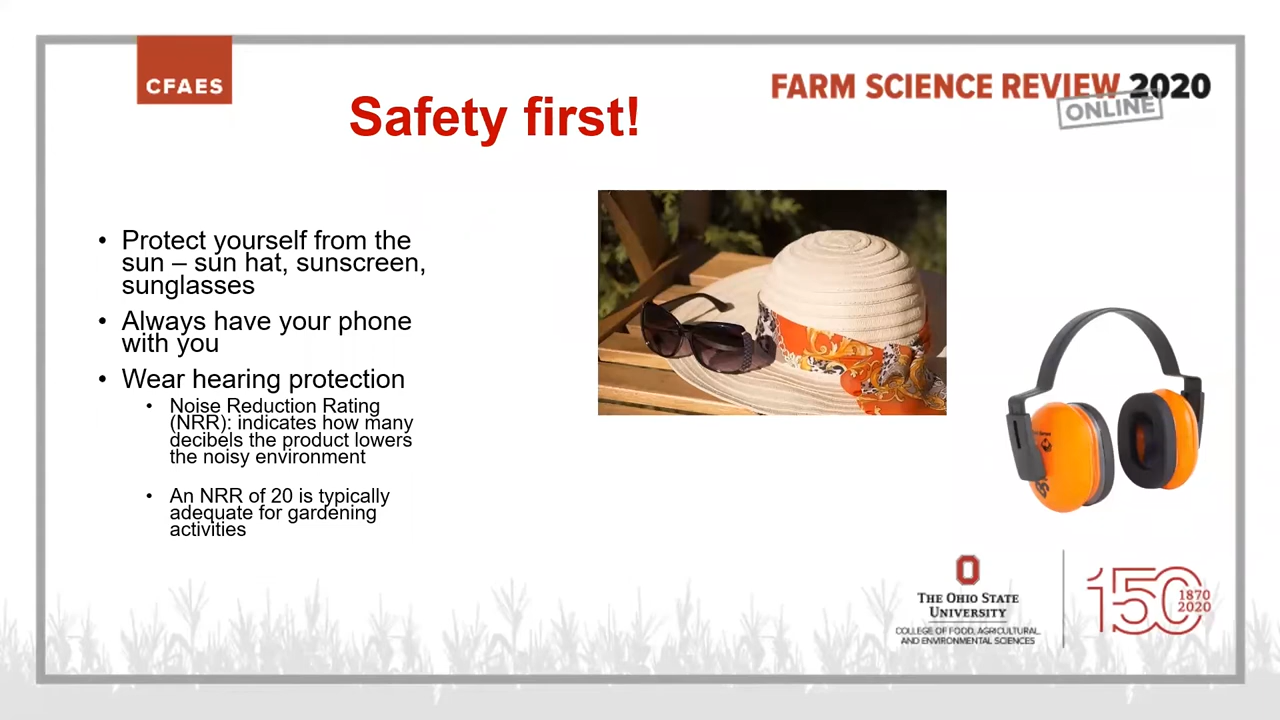 CFAES
FARM SCIENCE REVIEW 2020
ONLINE
Safety first!
• Protect yourself from the
sun – sun hat, sunscreen,
sunglasses
• Always have your phone
with you
• Wear hearing protection
• Noise Reduction Rating
(NRR): indicates how many
decibels the product lowers
the noisy environment
• An NRR of 20 is typically
adequate for gardening
activities
THE OHIO STATE
UNIVERSITY
COLLEGE OF FOOD, AGRICULTURAL,
AND ENVIRONMENTAL SCIENCES
150
1870
2020